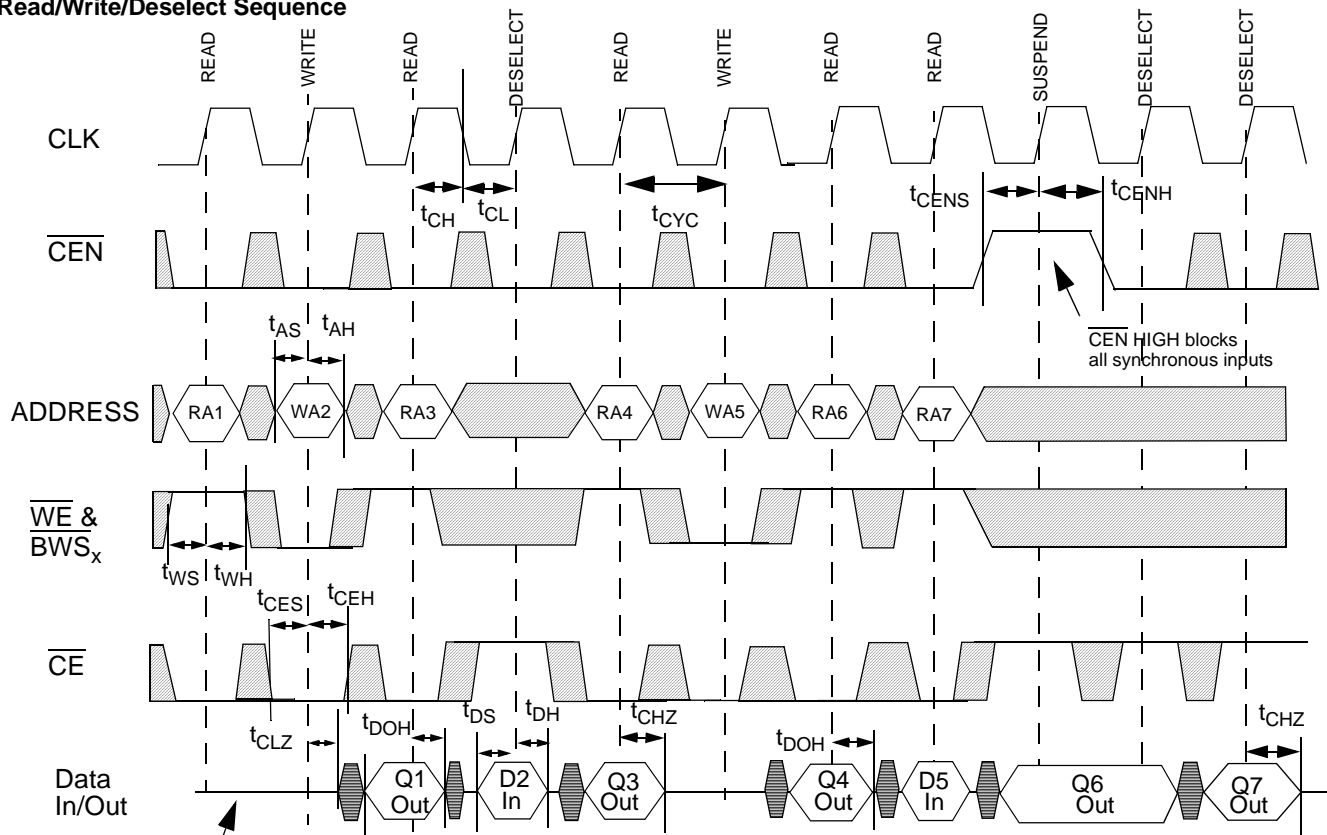 Read/Write/Deselect Sequence
READ
WRITE
READ
DESELECT
READ
WRITE
READ
READ
SUSPEND
DESELECT
DESELECT
CLK
tCH
tCL
tCYC
tCENS
tCENH
CEN
CEN HIGH blocks
all synchronous inputs
tAS
tAH
ADDRESS
RA1
WA2
RA3
RA4
WA5
RA6
RA7
WE &
BWSx
tWS
tWH
tCES
tCEH
CE
tCLZ
tDOH
tDS
tDH
tCHZ
tDOH
tCHZ
Data
In/Out
Q1
Out
D2
In
Q3
Out
Q4
Out
D5
In
Q6
Out
Q7
Out